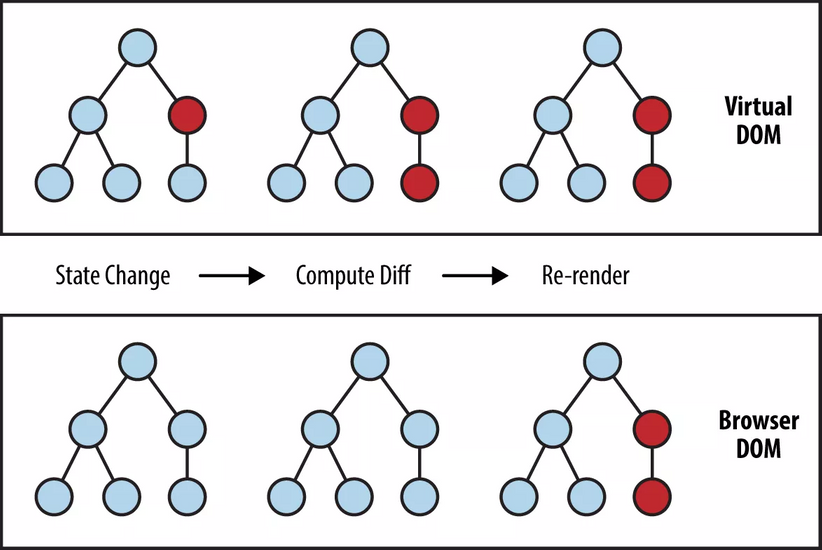 Virtual
DOM
State Change
Compute Diff
Re-render
Browser
DOM